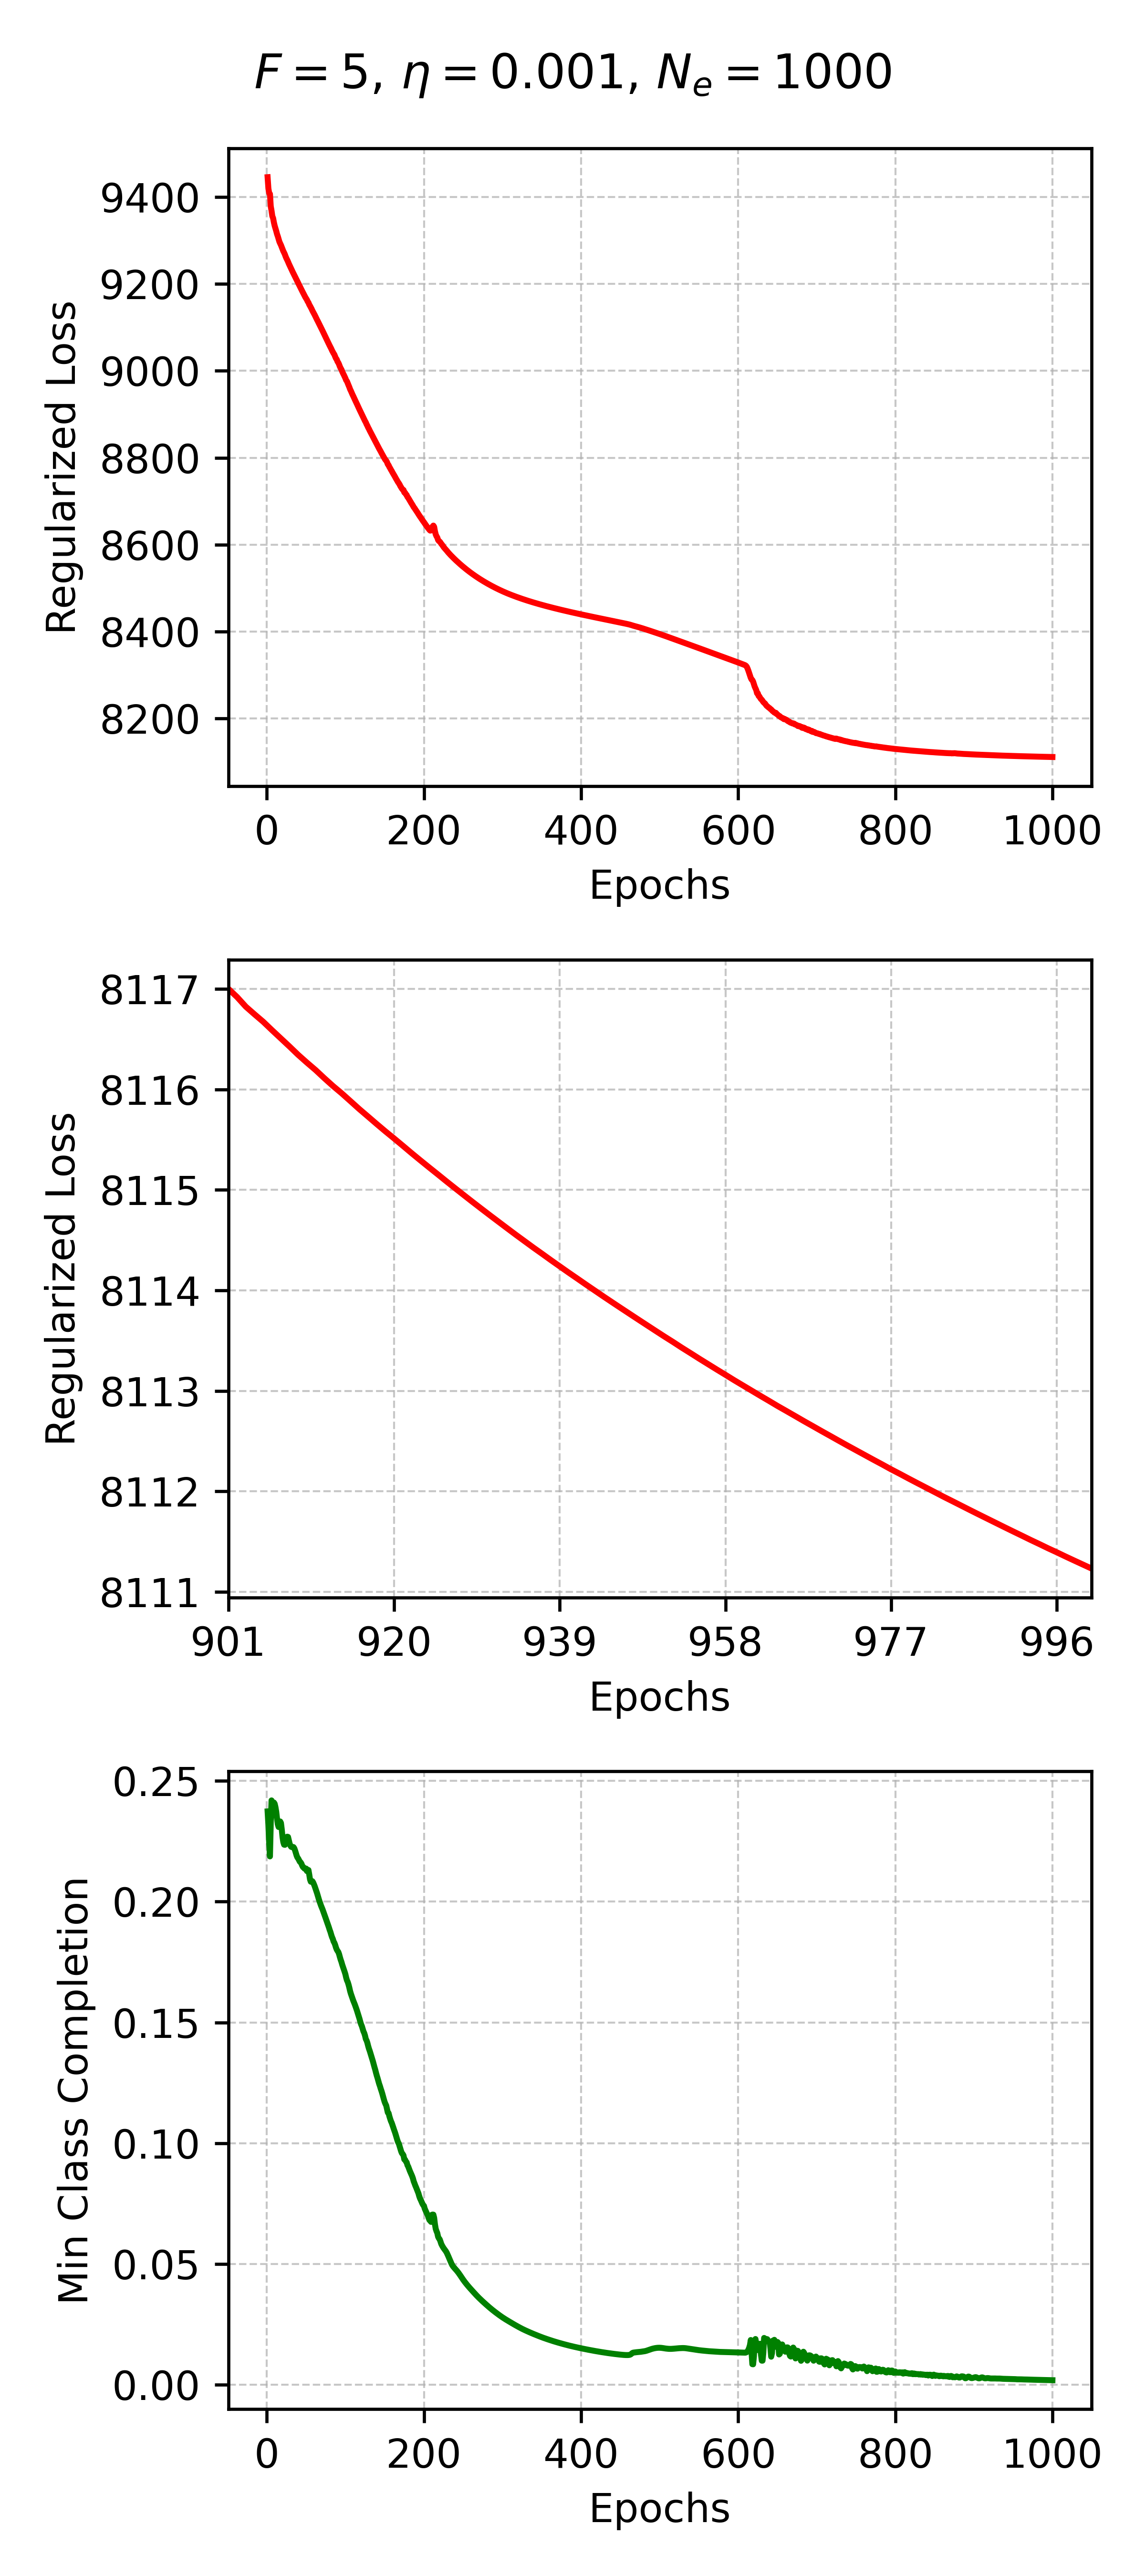 F = 5, η = 0.001, Nₑ = 1000
9400
9200
9000
8800
8600
8400
8200
Regularized Loss
0 200 400 600 800 1000
Epochs
8117
8116
8115
8114
8113
8112
8111
Regularized Loss
901 920 939 958 977 996
Epochs
0.25
0.20
0.15
0.10
0.05
0.00
Min Class Completion
0 200 400 600 800 1000
Epochs